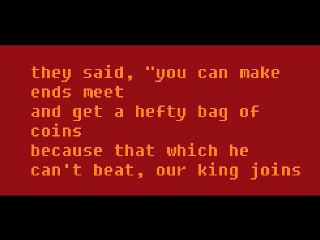 they said, "you can make
ends meet
and get a hefty bag of
coins
because that which he
can't beat, our king joins